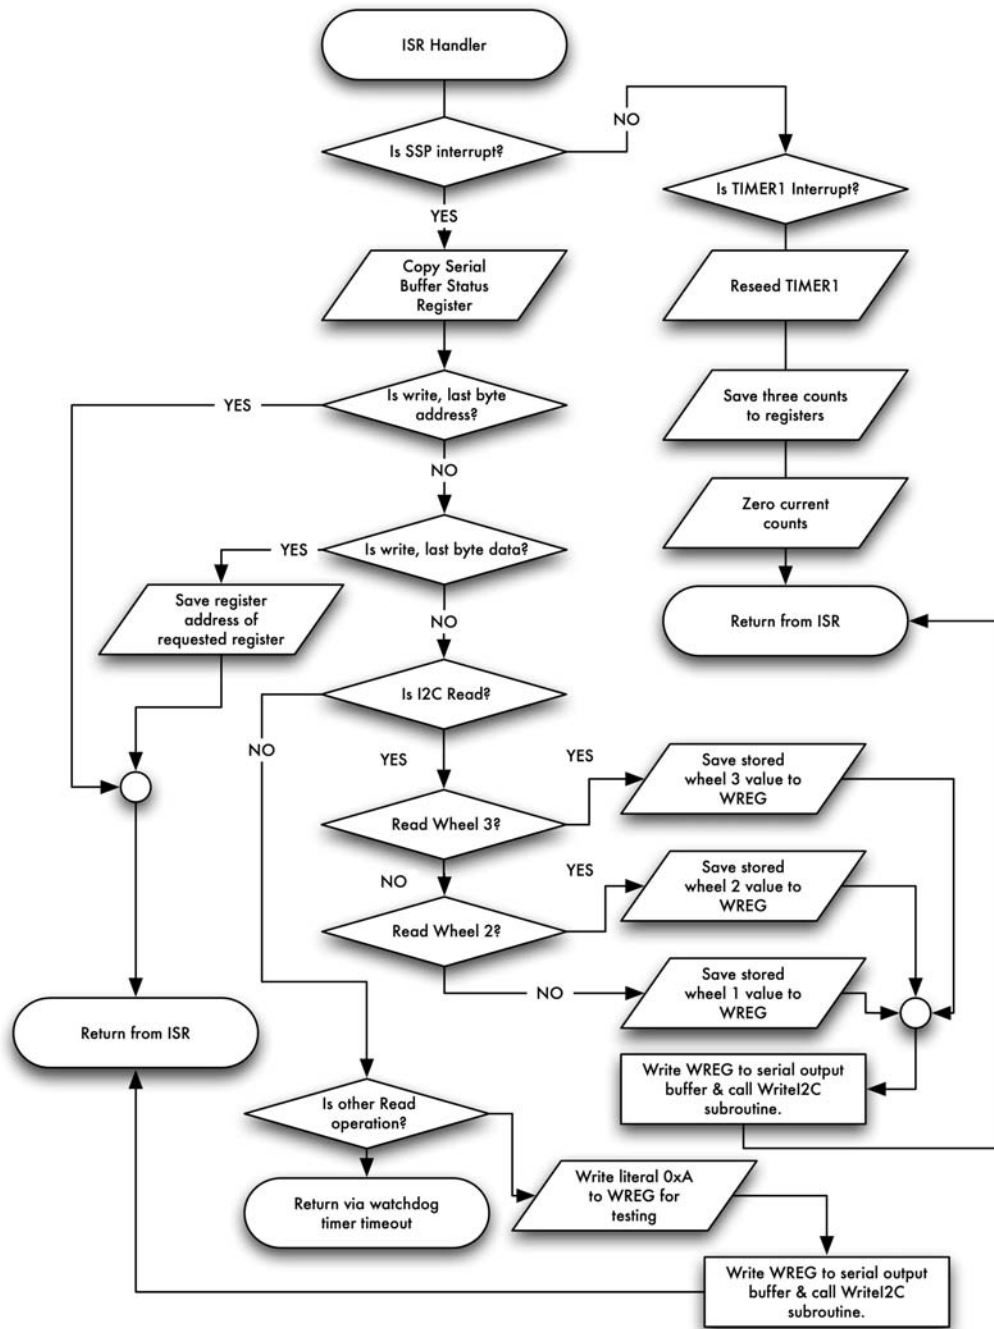 ISR Handler
NO
Is SSP interrupt?
Is TIMER1 Interrupt?
YES
Copy Serial
Buffer Status
Register
Reseed TIMER1
YES
Is write, last byte
address?
Save three counts
to registers
NO
Zero current
counts
YES
Is write, last byte data?
Save register
address of
requested register
NO
Return from ISR
Is I2C Read?
NO
YES
YES
Save stored
wheel 3 value to
WREG
Read Wheel 3?
NO
YES
Save stored
wheel 2 value to
WREG
Read Wheel 2?
NO
Save stored
wheel 1 value to
WREG
Return from ISR
Write WREG to serial output
buffer & call WriteI2C
subroutine.
Is other Read
operation?
Return via watchdog
timer timeout
Write literal 0xA
to WREG for
testing
Write WREG to serial output
buffer & call WriteI2C
subroutine.